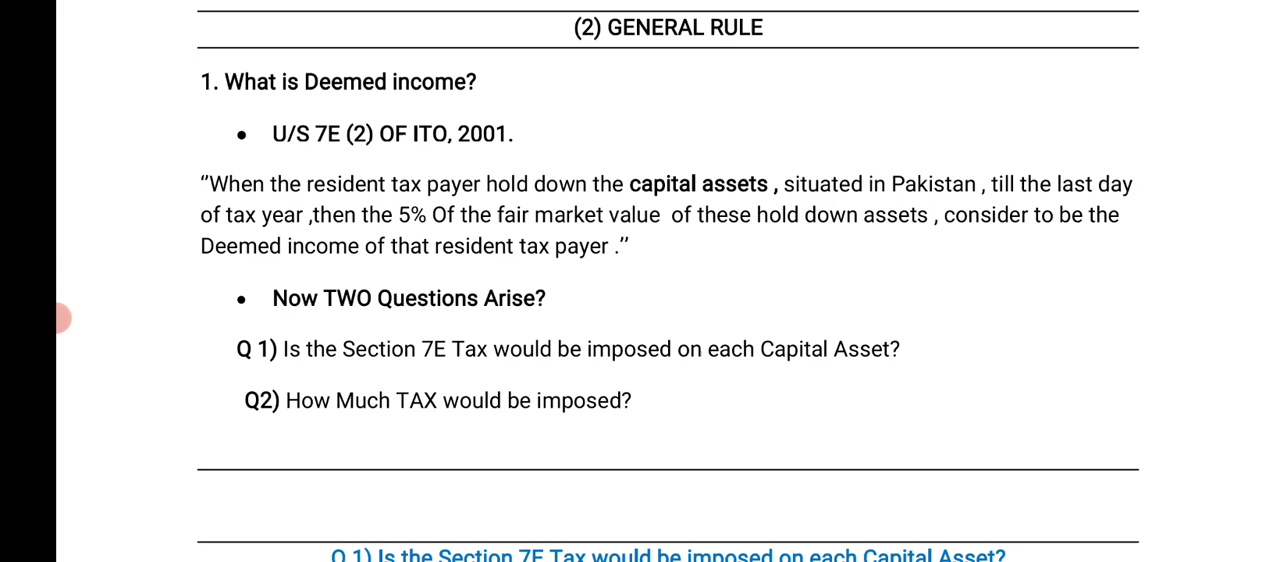 (2) GENERAL RULE
1. What is Deemed income?
• U/S 7E (2) OF ITO, 2001.
“When the resident tax payer hold down the capital assets , situated in Pakistan , till the last day
of tax year ,then the 5% Of the fair market value  of these hold down assets , consider to be the
Deemed income of that resident tax payer .”
• Now TWO Questions Arise?
Q 1) Is the Section 7E Tax would be imposed on each Capital Asset?
Q2) How Much TAX would be imposed?
Q 1) Is the Section 7E Tax would be imposed on each Capital Asset?